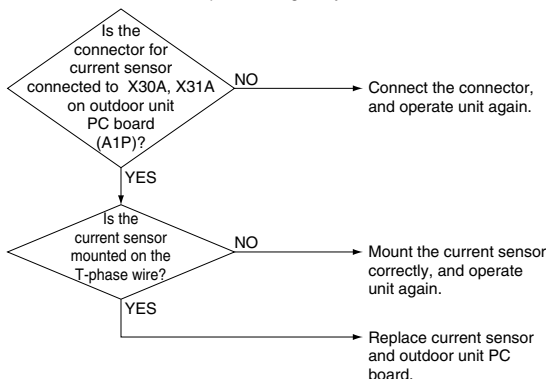 Is the
connector for
current sensor
connected to X30A, X31A
on outdoor unit
PC board
(A1P)?
NO
Connect the connector,
and operate unit again.
YES
Is the
current sensor
mounted on the
T-phase wire?
NO
Mount the current sensor
correctly, and operate
unit again.
YES
Replace current sensor
and outdoor unit PC
board.